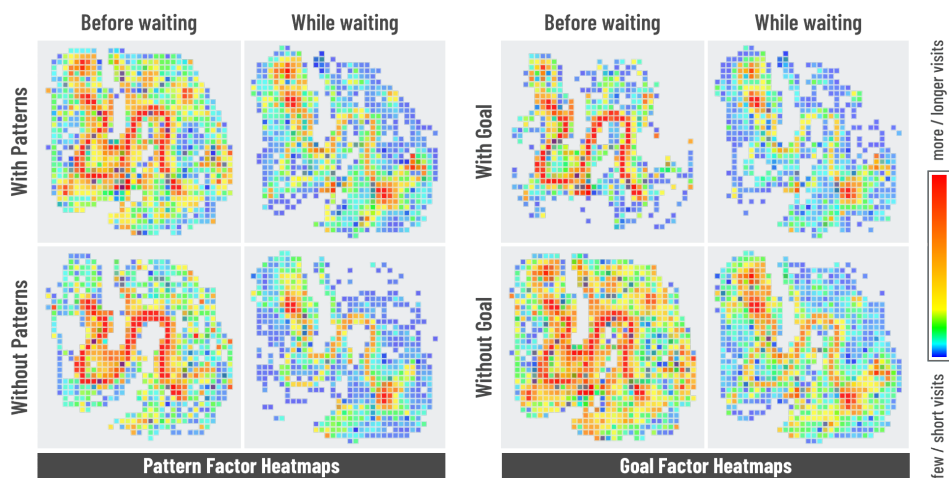 Before waiting
While waiting
Before waiting
While waiting
With Patterns
Without Patterns
With Goal
Without Goal
more / longer visits
few / short visits
Pattern Factor Heatmaps
Goal Factor Heatmaps